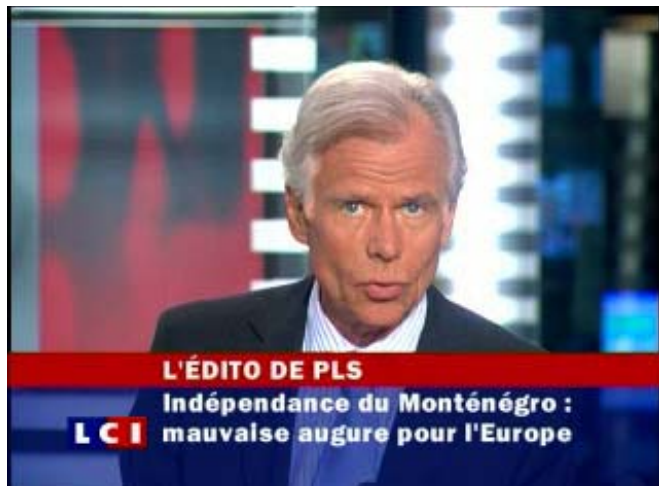 L'ÉDITO DE PLS
Indépendance du Monténégro :
LCI mauvaise augure pour l'Europe